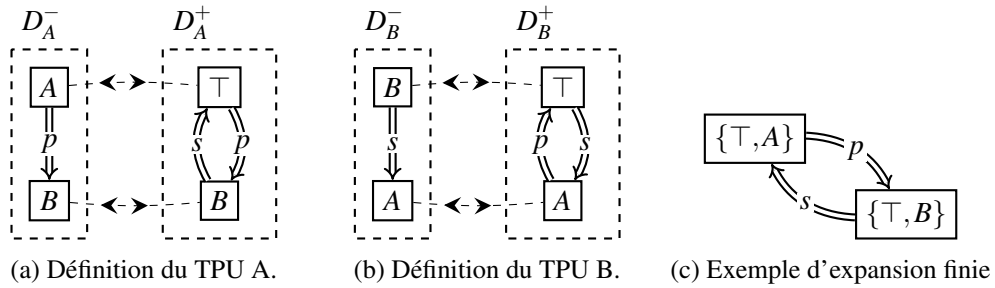 D_A^- D_A^+ D_B^- D_B^+
A ⊤ B ⊤
p s p s p s
B B A A
{⊤,A} p
s {⊤,B}
(a) Définition du TPU A. (b) Définition du TPU B. (c) Exemple d'expansion finie